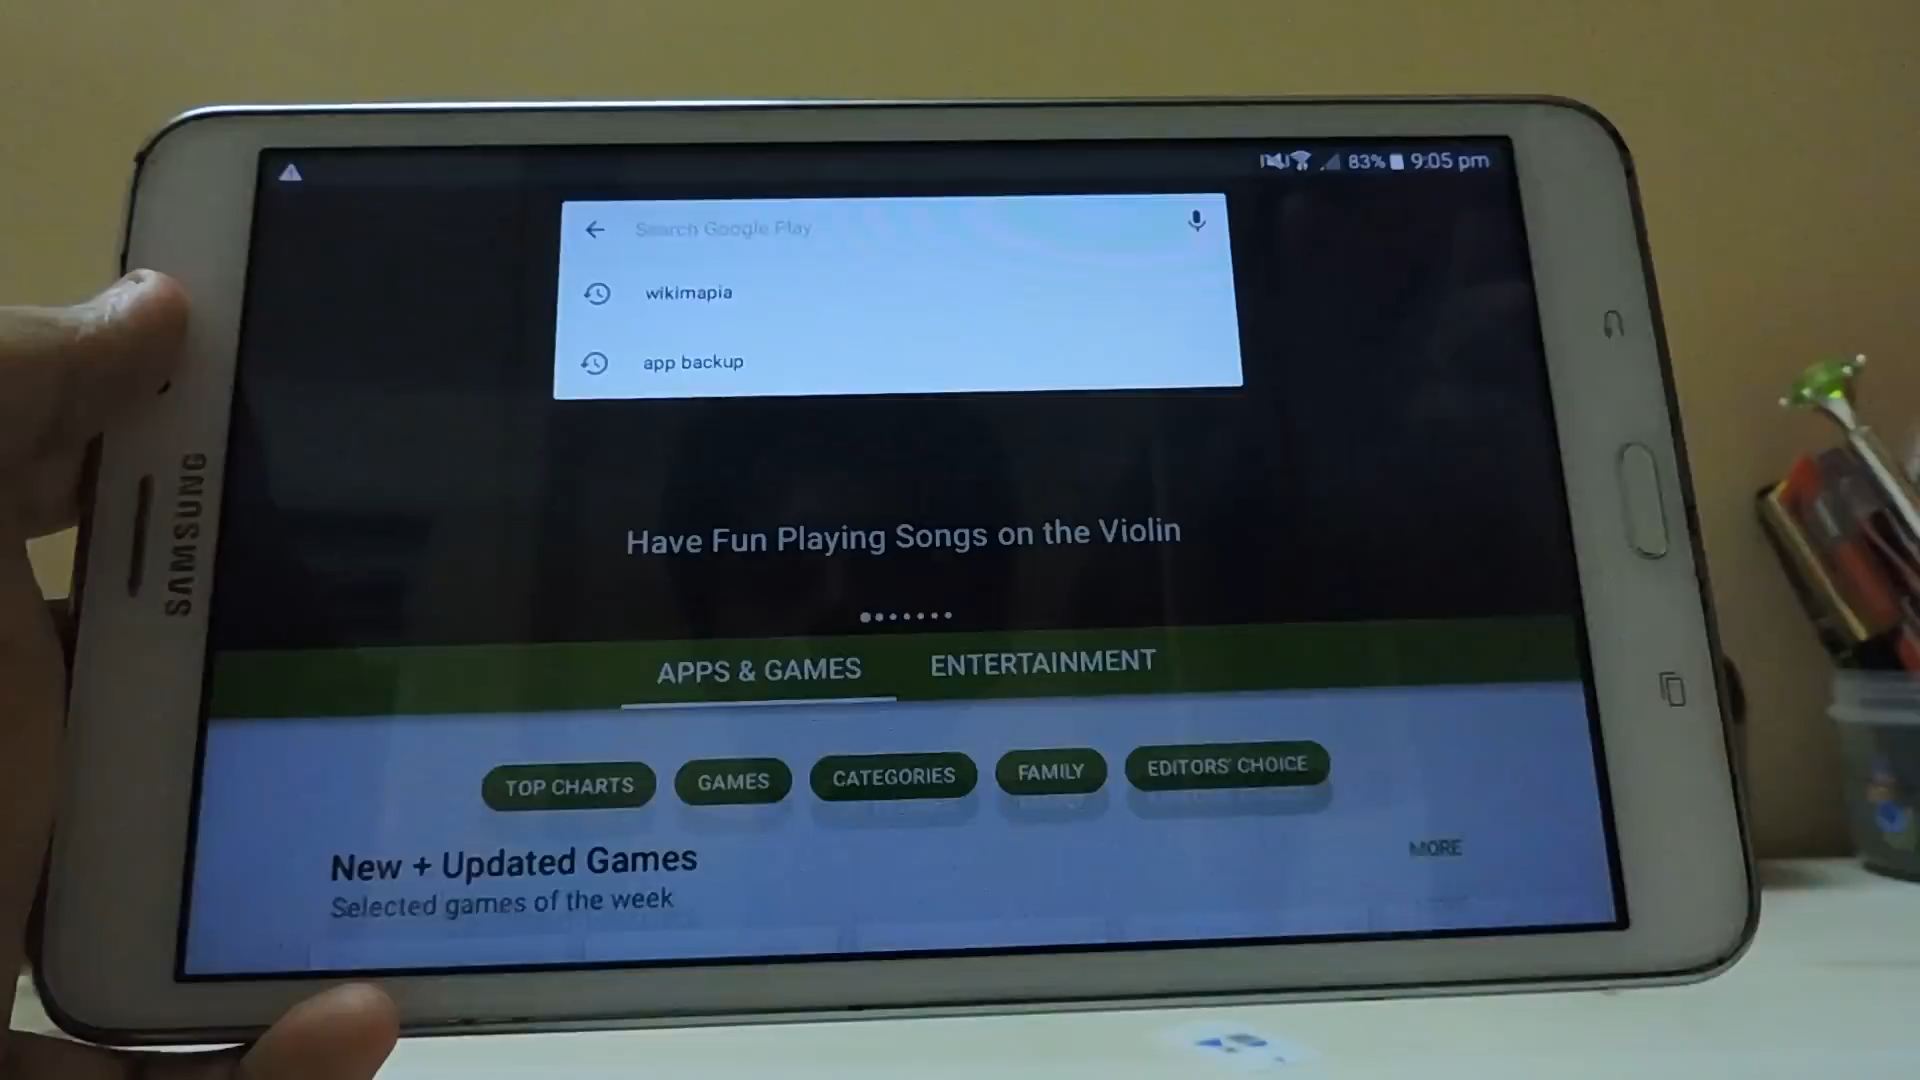 83% 9:05 pm
Search Google Play
wikimapia
app backup
SAMSUNG
Have Fun Playing Songs on the Violin
APPS & GAMES ENTERTAINMENT
TOP CHARTS GAMES CATEGORIES FAMILY EDITORS' CHOICE
New + Updated Games MORE
Selected games of the week